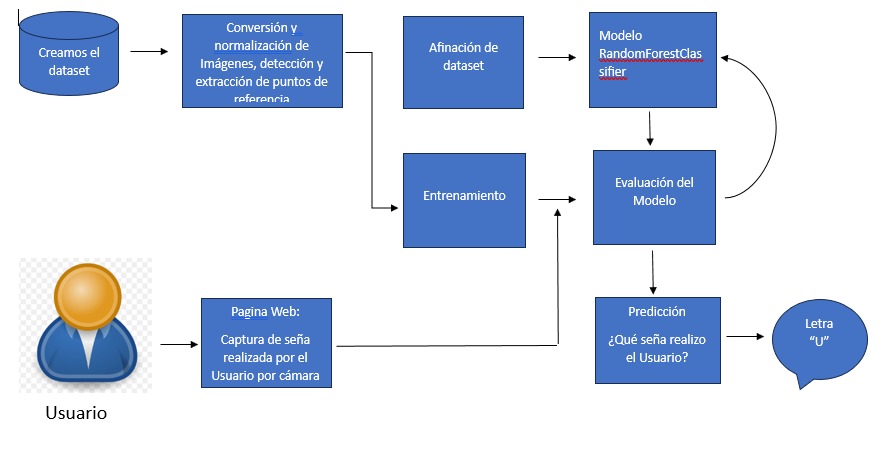 Creamos el
dataset
Conversión y
normalización de
Imágenes, detección y
extracción de puntos de
referencia
Afinación de
dataset
Modelo
RandomForestClas
sifier
Entrenamiento
Evaluación del
Modelo
Pagina Web:
Captura de seña
realizada por el
Usuario por cámara
Predicción
¿Qué seña realizo
el Usuario?
Letra
“U”
Usuario